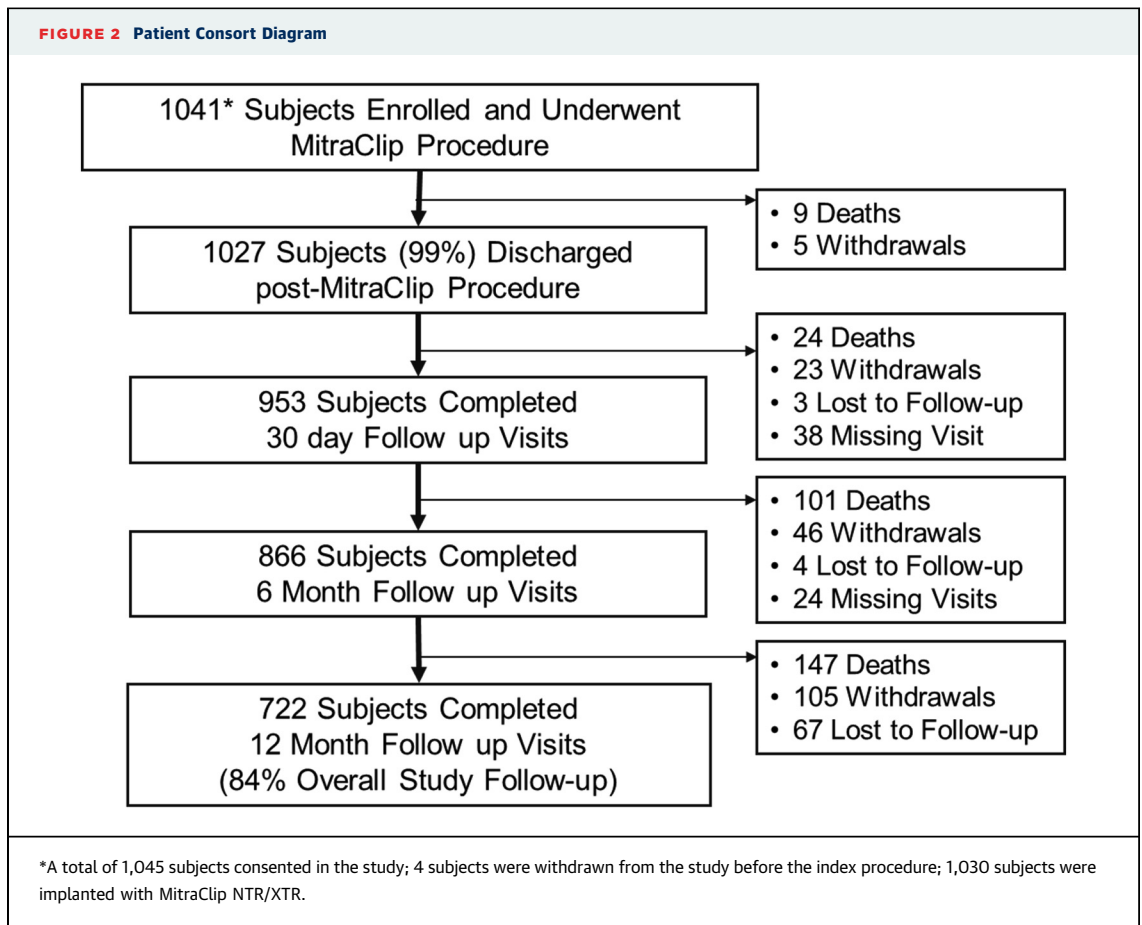 FIGURE 2 Patient Consort Diagram
1041* Subjects Enrolled and Underwent
MitraClip Procedure
• 9 Deaths
• 5 Withdrawals
1027 Subjects (99%) Discharged
post-MitraClip Procedure
• 24 Deaths
• 23 Withdrawals
• 3 Lost to Follow-up
• 38 Missing Visit
953 Subjects Completed
30 day Follow up Visits
• 101 Deaths
• 46 Withdrawals
• 4 Lost to Follow-up
• 24 Missing Visits
866 Subjects Completed
6 Month Follow up Visits
• 147 Deaths
• 105 Withdrawals
• 67 Lost to Follow-up
722 Subjects Completed
12 Month Follow up Visits
(84% Overall Study Follow-up)
*A total of 1,045 subjects consented in the study; 4 subjects were withdrawn from the study before the index procedure; 1,030 subjects were
implanted with MitraClip NTR/XTR.